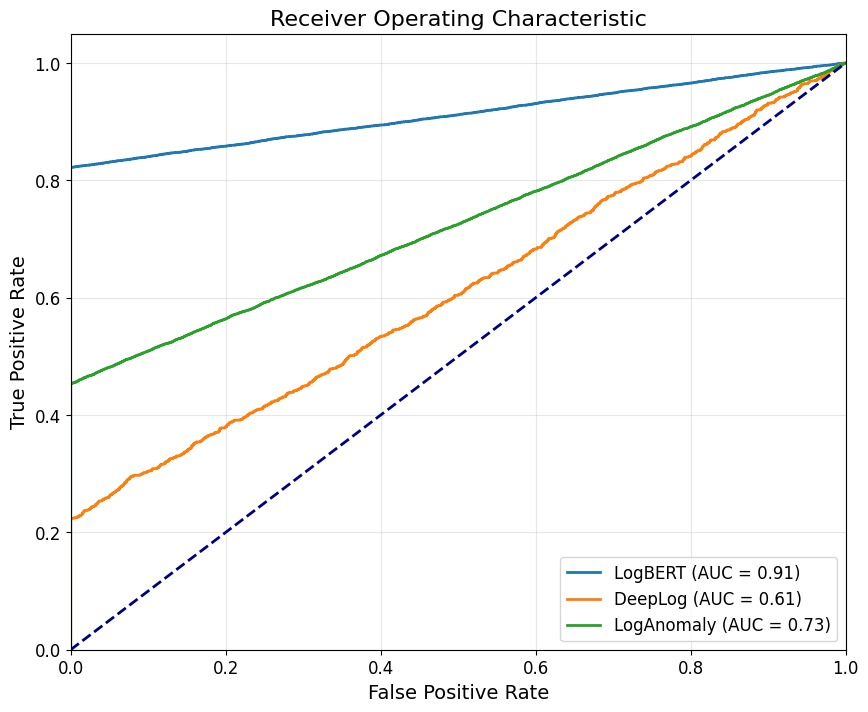 Receiver Operating Characteristic
True Positive Rate
1.0
0.8
0.6
0.4
0.2
0.0
0.0 0.2 0.4 0.6 0.8 1.0
False Positive Rate
LogBERT (AUC = 0.91)
DeepLog (AUC = 0.61)
LogAnomaly (AUC = 0.73)